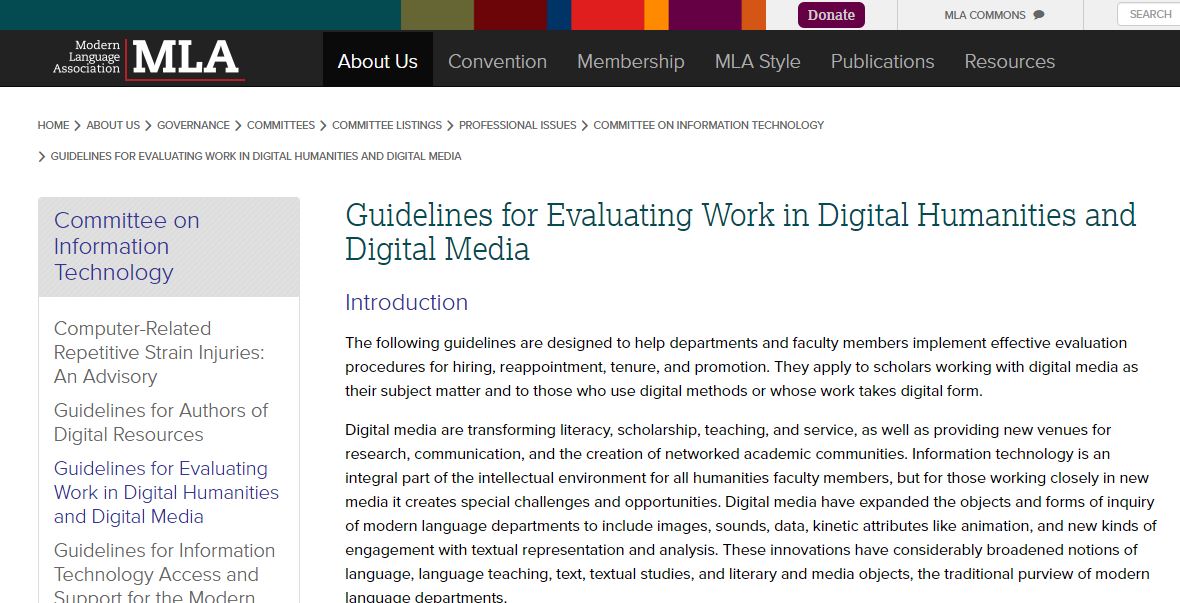 Donate
MLA COMMONS
SEARCH
Modern
Language
Association
MLA
About Us
Convention
Membership
MLA Style
Publications
Resources
HOME > ABOUT US > GOVERNANCE > COMMITTEES > COMMITTEE LISTINGS > PROFESSIONAL ISSUES > COMMITTEE ON INFORMATION TECHNOLOGY
> GUIDELINES FOR EVALUATING WORK IN DIGITAL HUMANITIES AND DIGITAL MEDIA
Committee on
Information
Technology
Computer-Related
Repetitive Strain Injuries:
An Advisory
Guidelines for Authors of
Digital Resources
Guidelines for Evaluating
Work in Digital Humanities
and Digital Media
Guidelines for Information
Technology Access and
Support for the Modern
Guidelines for Evaluating Work in Digital Humanities and
Digital Media
Introduction
The following guidelines are designed to help departments and faculty members implement effective evaluation
procedures for hiring, reappointment, tenure, and promotion. They apply to scholars working with digital media as
their subject matter and to those who use digital methods or whose work takes digital form.
Digital media are transforming literacy, scholarship, teaching, and service, as well as providing new venues for
research, communication, and the creation of networked academic communities. Information technology is an
integral part of the intellectual environment for all humanities faculty members, but for those working closely in new
media it creates special challenges and opportunities. Digital media have expanded the objects and forms of inquiry
of modern language departments to include images, sounds, data, kinetic attributes like animation, and new kinds of
engagement with textual representation and analysis. These innovations have considerably broadened notions of
language, language teaching, text, textual studies, and literary and media objects, the traditional purview of modern
language departments.